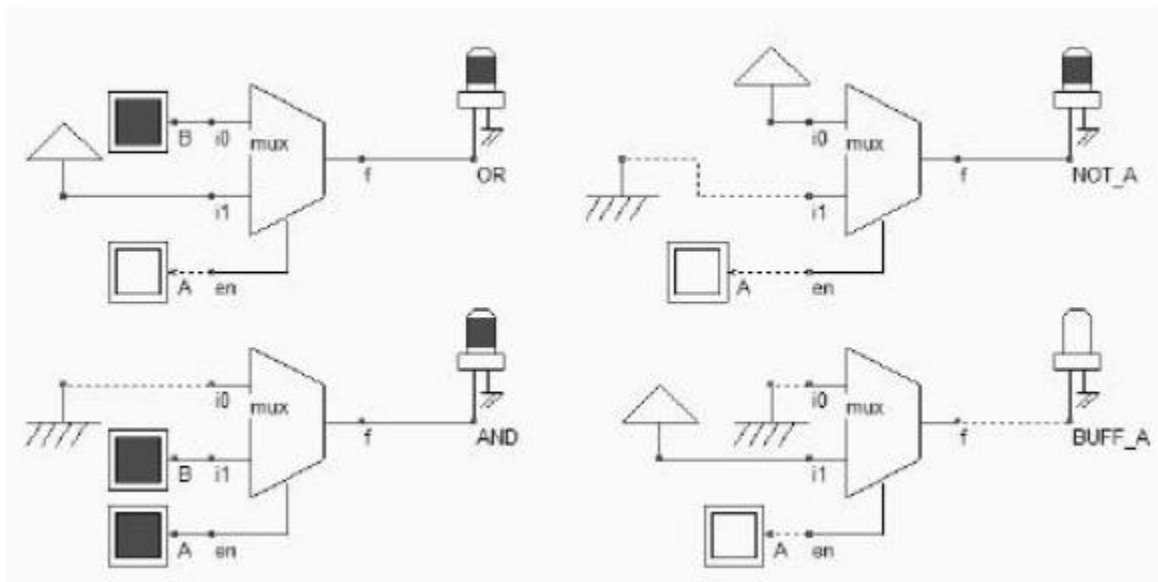 B i0
mux
f OR
i1
A en
i0
mux
f NOT_A
i1
A en
i0
mux
f AND
B i1
A en
i0
mux
f BUFF_A
i1
A en